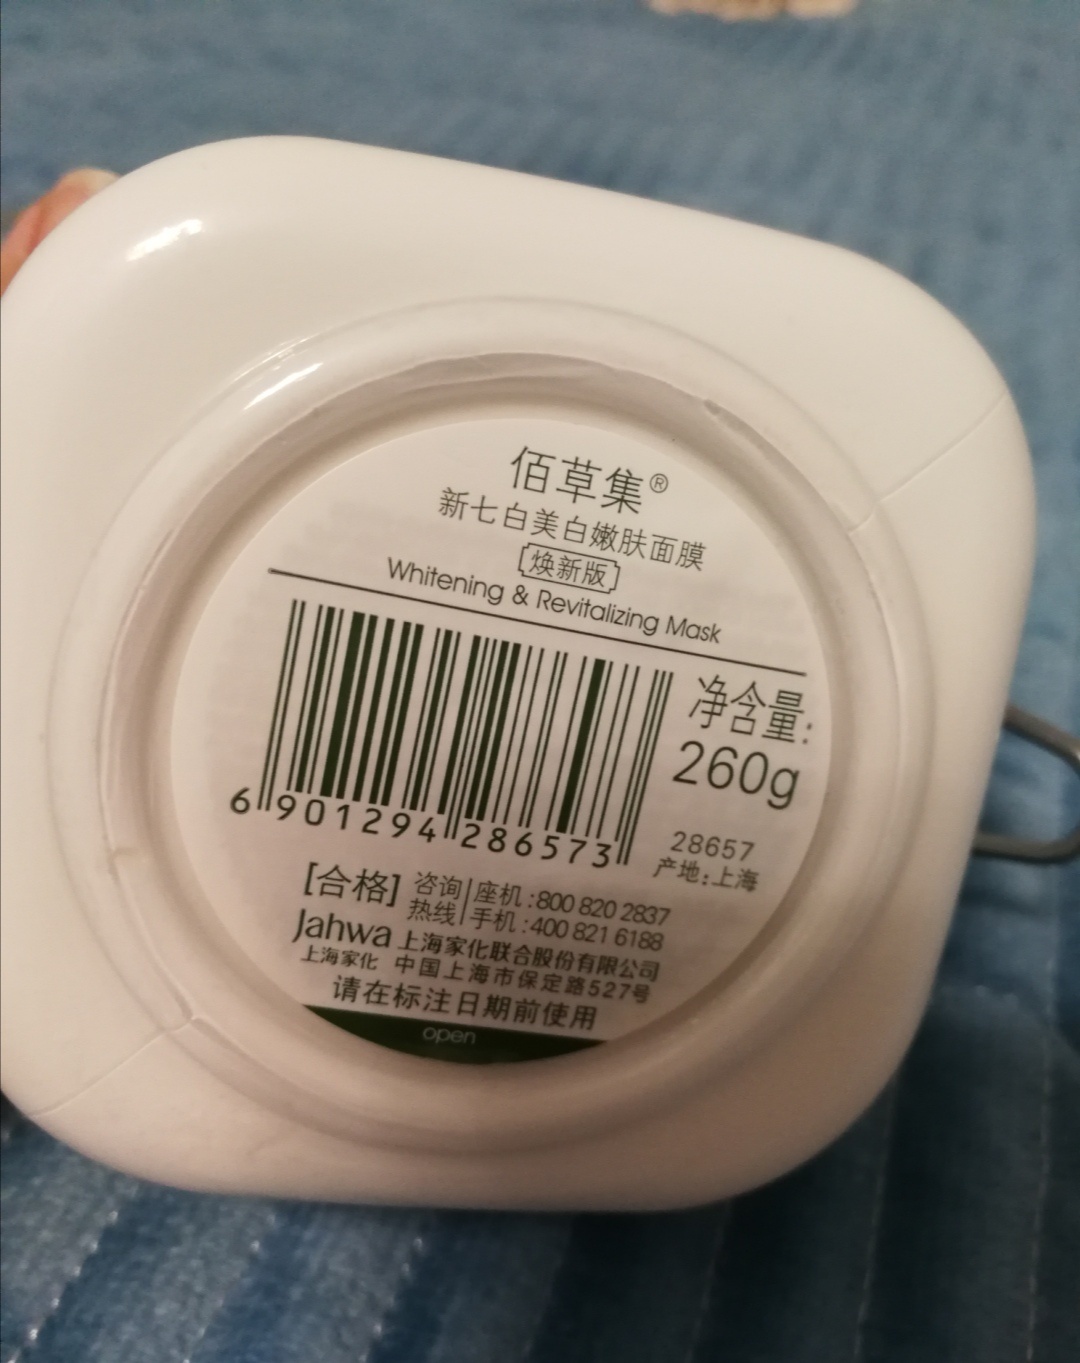 佰草集®
新七白美白嫩肤面膜
[焕新版]
Whitening & Revitalizing Mask
净含量:
260g
6 901294 286573
28657
产地:上海
[合格]
咨询热线
座机:800 820 2837
手机:400 821 6188
Jahwa 上海家化联合股份有限公司
上海家化 中国上海市保定路527号
请在标注日期前使用
open